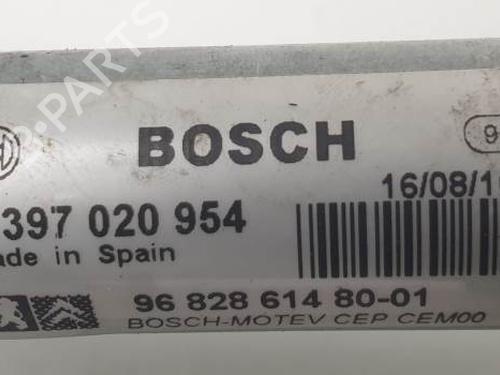 BOSCH
397 020 954
16/08/1
ade in Spain
96 828 614 80-01
BOSCH-MOTEV CEP CEM00